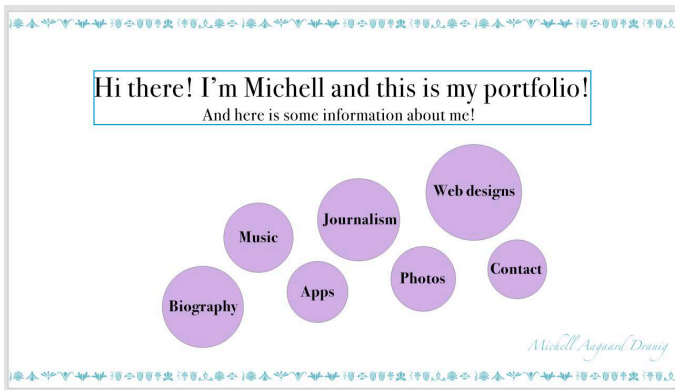 Hi there! I'm Michell and this is my portfolio!
And here is some information about me!
Web designs
Journalism
Music
Contact
Photos
Apps
Biography
Michell Aagaard Dranig